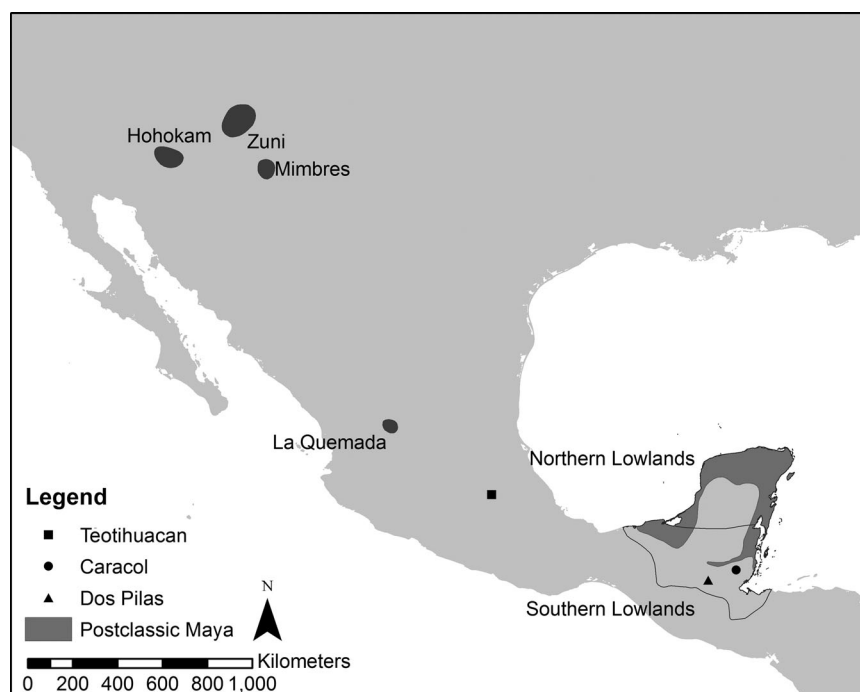 Hohokam
Zuni
Mimbres
La Quemada
Northern Lowlands
Legend
Teotihuacan
Caracol
Dos Pilas
Southern Lowlands
Postclassic Maya
N
Kilometers
0 200 400 600 800 1,000